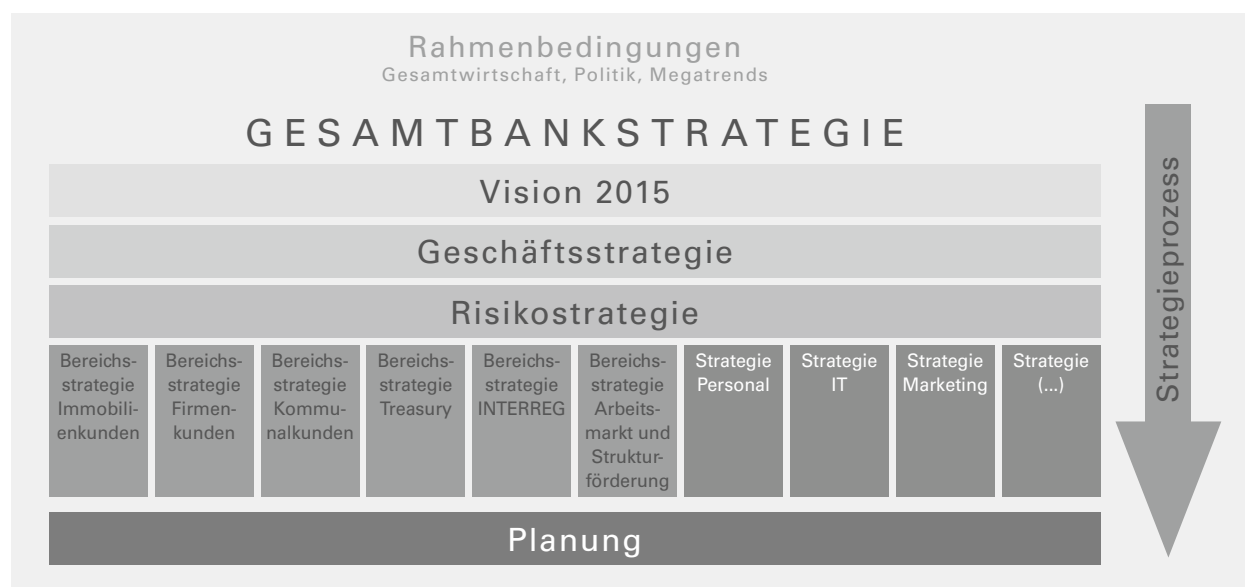 Rahmenbedingungen
Gesamtwirtschaft, Politik, Megatrends
GESAMTBANKSTRATEGIE
Vision 2015
Geschäftsstrategie
Risikostrategie
Bereichs-
strategie
Immobili-
enkunden
Bereichs-
strategie
Firmen-
kunden
Bereichs-
strategie
Kommu-
nalkunden
Bereichs-
strategie
Treasury
Bereichs-
strategie
INTERREG
Bereichs-
strategie
Arbeits-
markt und
Struktur-
förderung
Strategie
Personal
Strategie
IT
Strategie
Marketing
Strategie
(...)
Planung
Strategieprozess